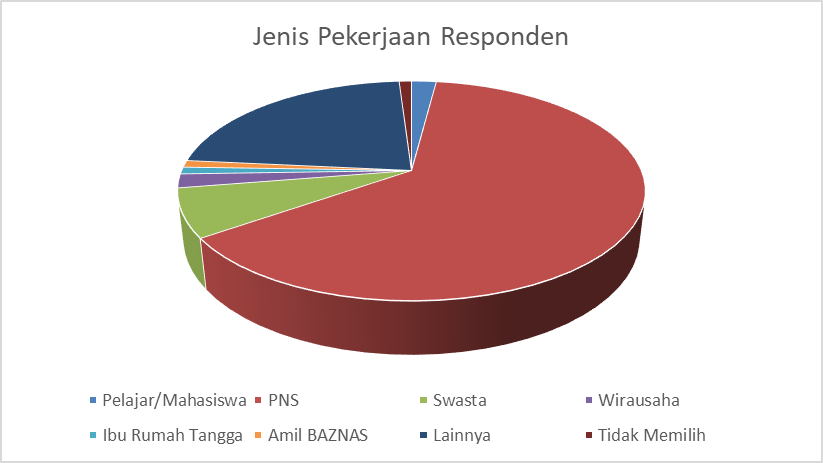 Jenis Pekerjaan Responden
Pelajar/Mahasiswa PNS Swasta Wirausaha
Ibu Rumah Tangga Amil BAZNAS Lainnya Tidak Memilih